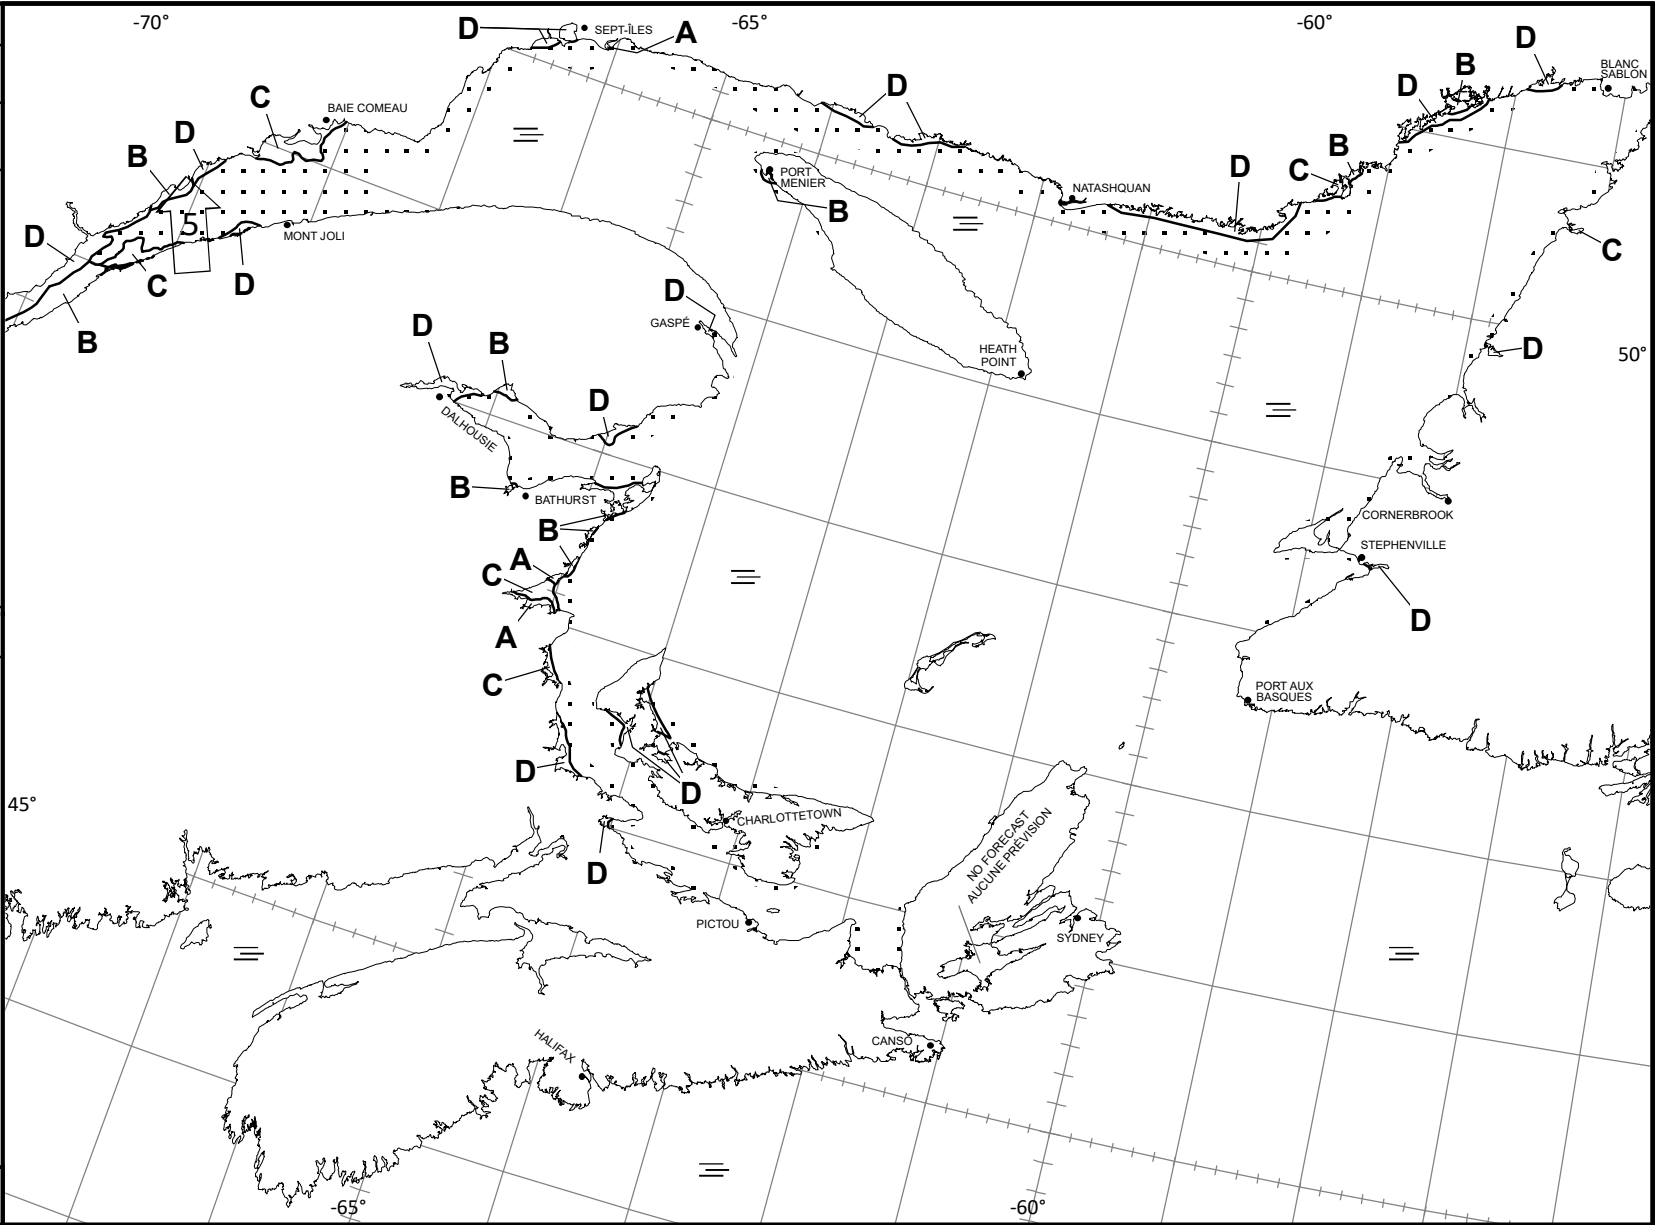 -70°
-65°
-60°
D
SEPT-ÎLES
A
D
B
D
BLANC
SABLON
C
BAIE COMEAU
D
D
B
D
B
C
D
PORT
MENIER
B
NATASHQUAN
5
MONT JOLI
D
C
D
B
C
D
GASPÉ
D
B
HEATH
POINT
D
50°
D
DALHOUSIE
B
BATHURST
B
A
C
A
C
CORNERBROOK
STEPHENVILLE
D
PORT AUX
BASQUES
D
D
45°
CHARLOTTETOWN
D
NO FORECAST
AUCUNE PRÉVISION
PICTOU
SYDNEY
HALIFAX
CANSO
-65°
-60°